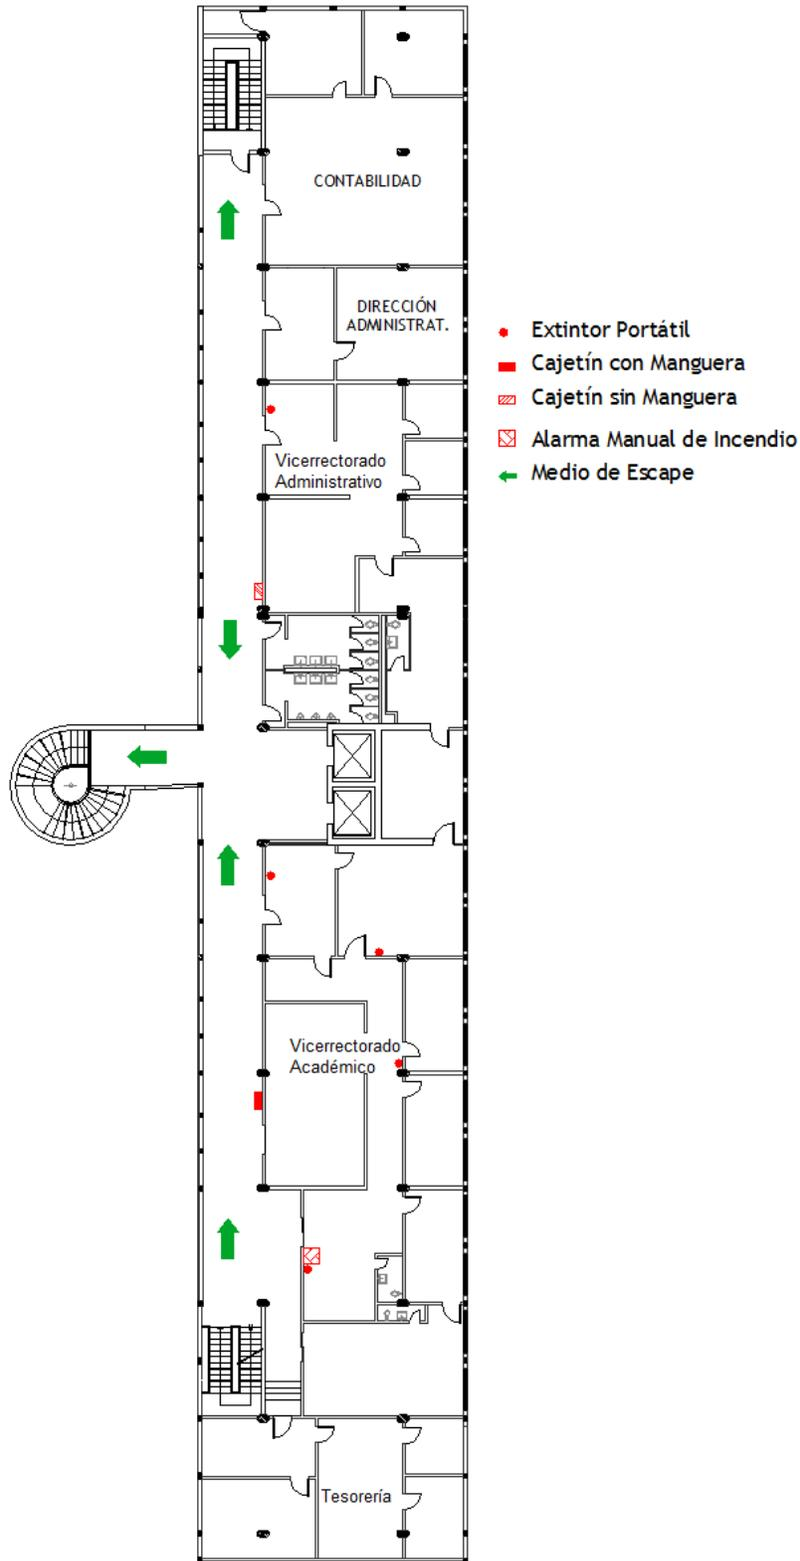 CONTABILIDAD
DIRECCIÓN
ADMINISTRAT.
Extintor Portátil
Cajetín con Manguera
Cajetín sin Manguera
Alarma Manual de Incendio
Medio de Escape
Vicerrectorado
Administrativo
Vicerrectorado
Académico
Tesorería